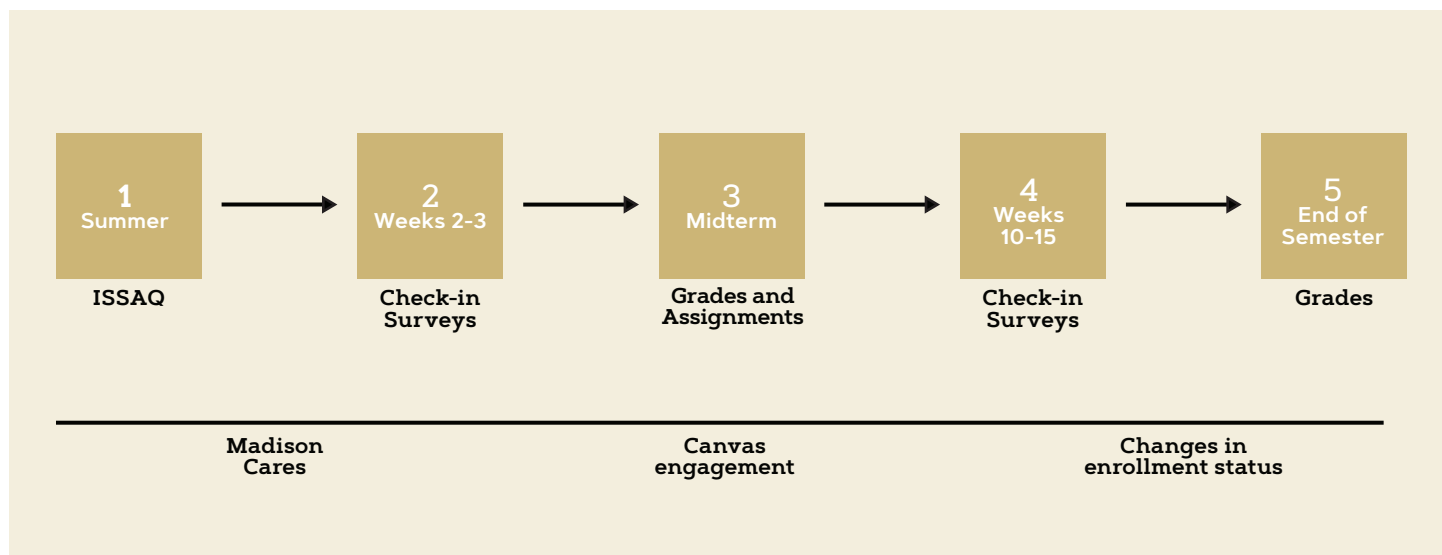 1
Summer
ISSAQ
2
Weeks 2-3
Check-in
Surveys
3
Midterm
Grades and
Assignments
4
Weeks
10-15
Check-in
Surveys
5
End of
Semester
Grades
Madison
Cares
Canvas
engagement
Changes in
enrollment status